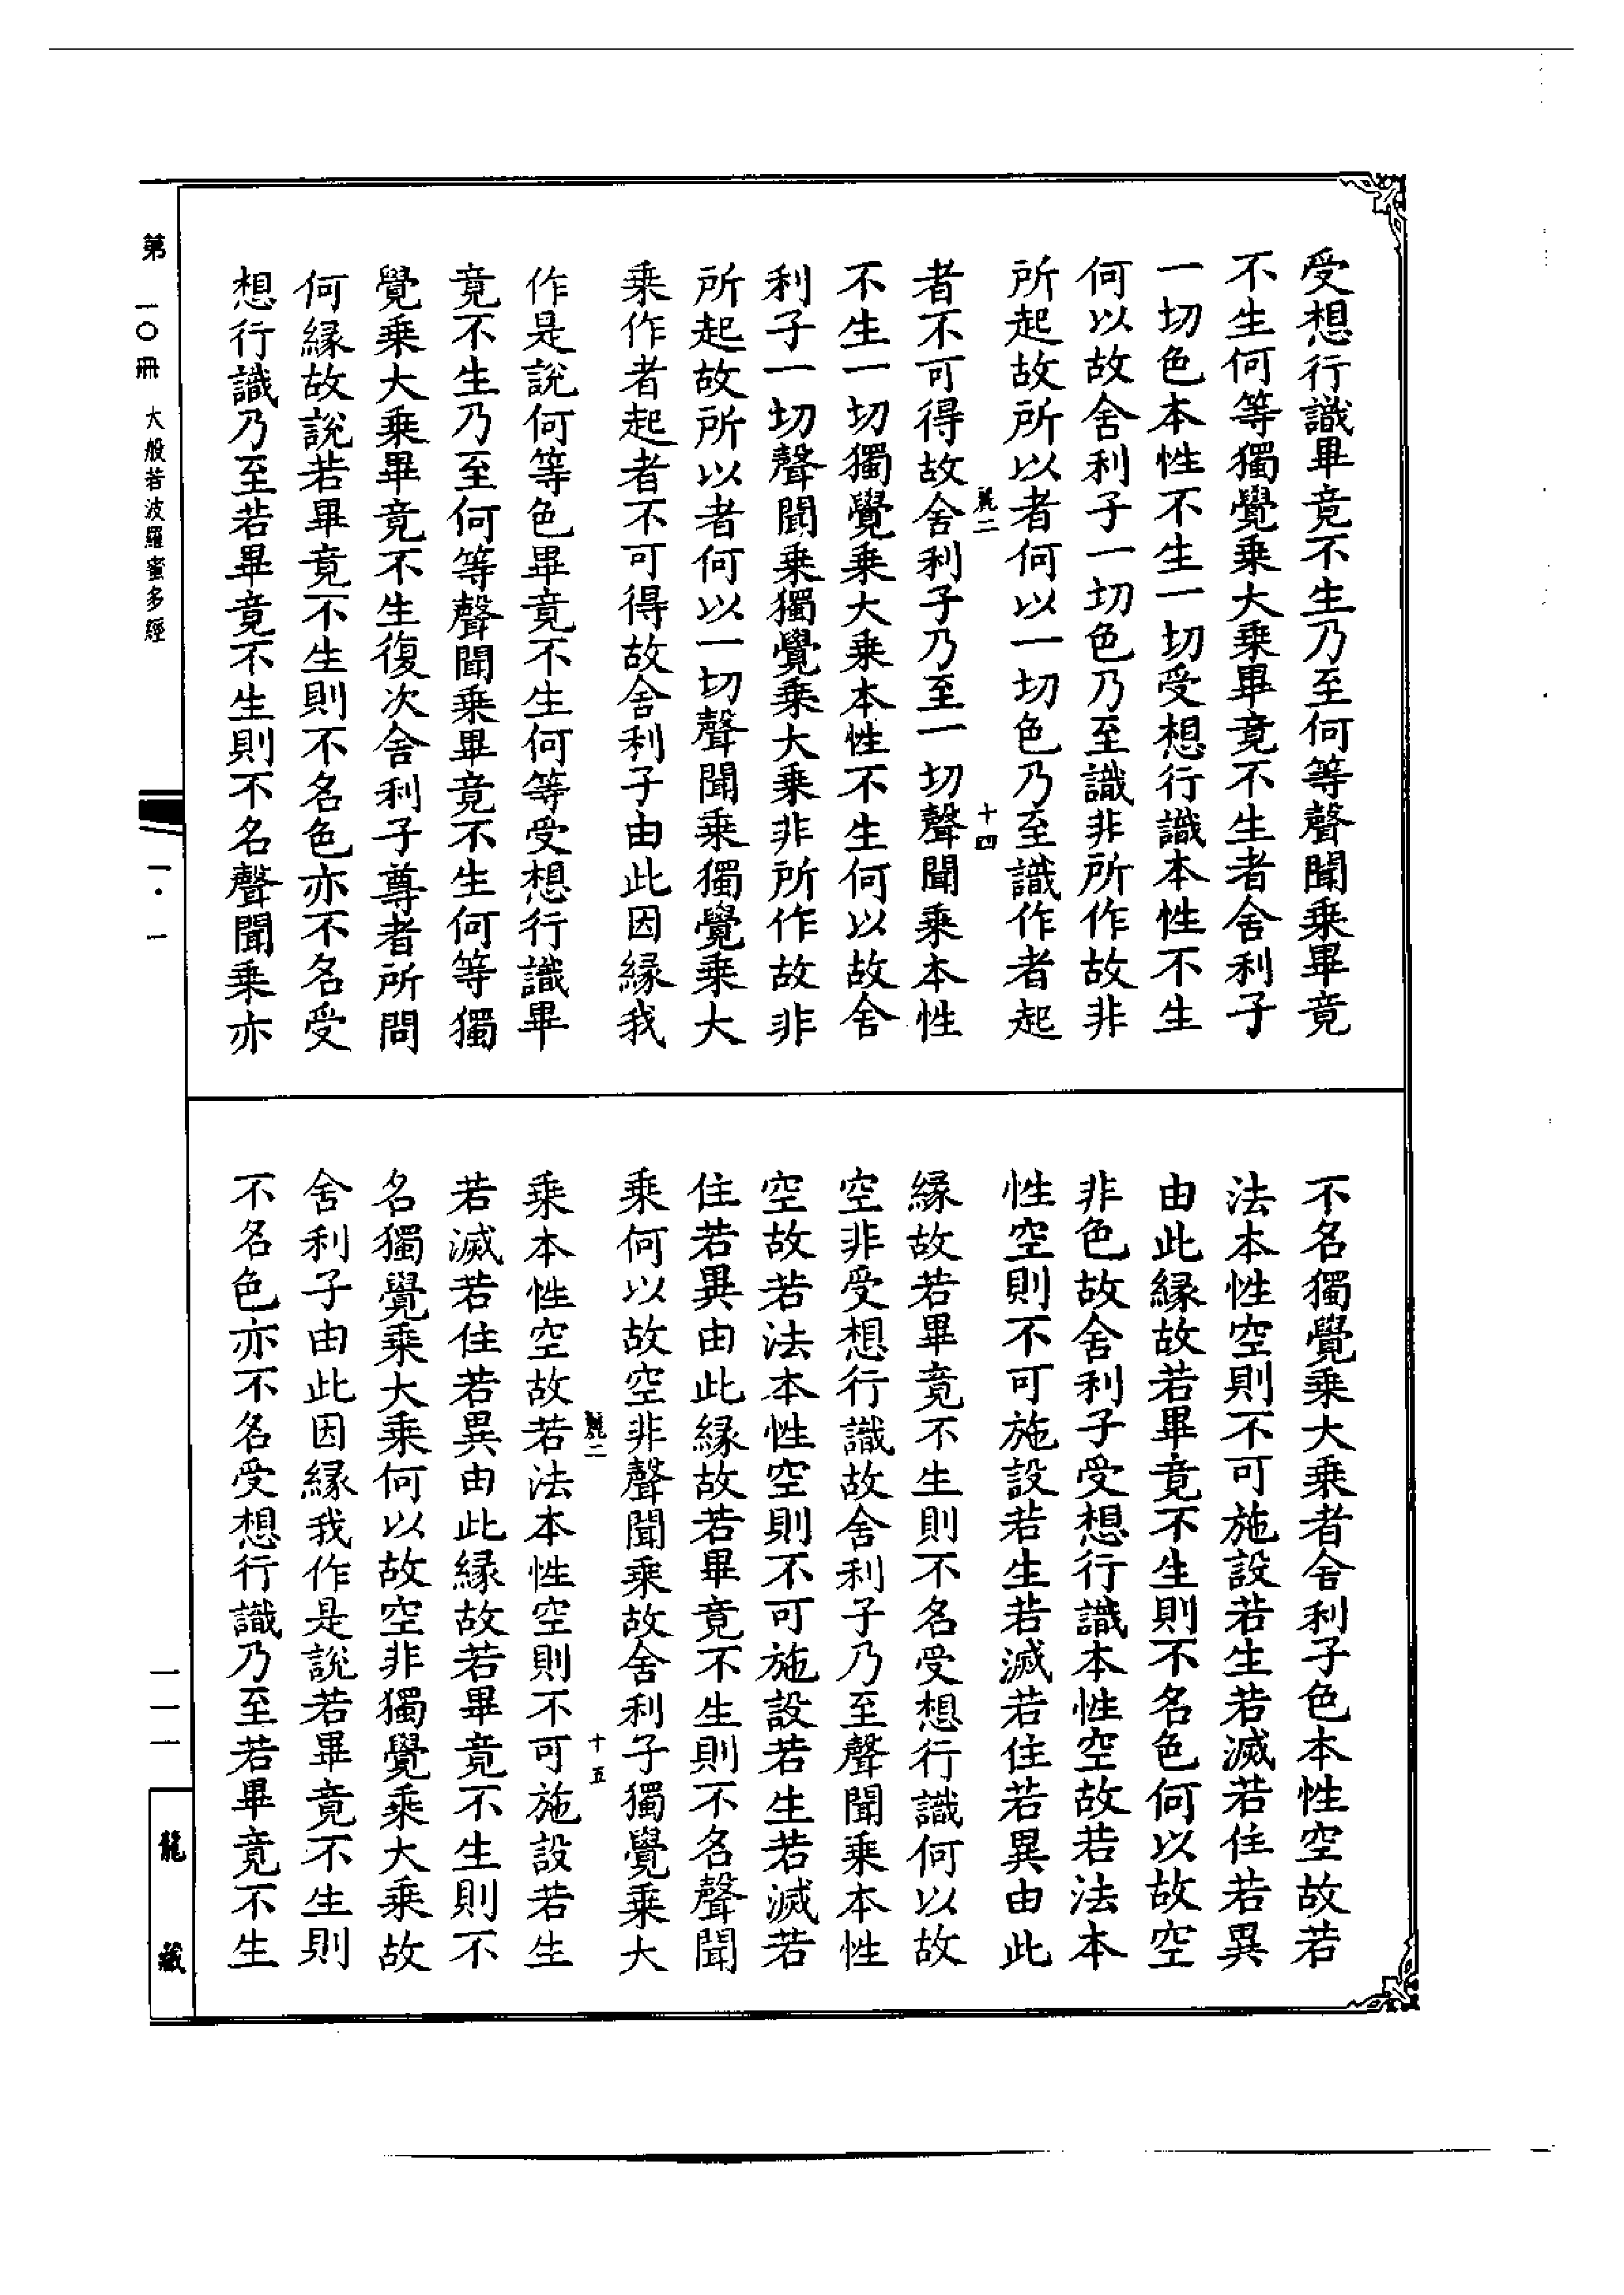 受想行識畢竟不生乃至何等聲聞乘畢竟
不生何等獨覺乘大乘畢竟不生者舍利子
一切色本性不生一切受想行識本性不生
何以故舍利子一切色乃至識非所作故非
所起故所以者何以一切色乃至識作者起
麗二 十四
者不可得故舍利子乃至一切聲聞乘本性
不生一切獨覺乘大乘本性不生何以故舍
利子一切聲聞乘獨覺乘大乘非所作故非
所起故所以者何以一切聲聞乘獨覺乘大
乘作者起者不可得故舍利子由此因緣我
作是說何等色畢竟不生何等受想行識畢
竟不生乃至何等聲聞乘畢竟不生何等獨
覺乘大乘畢竟不生復次舍利子尊者所問
何緣故說若畢竟不生則不名色亦不名受
想行識乃至若畢竟不生則不名聲聞乘亦
不名獨覺乘大乘者舍利子色本性空故若
法本性空則不可施設若生若滅若住若異
由此緣故若畢竟不生則不名色何以故空
非色故舍利子受想行識本性空故若法本
性空則不可施設若生若滅若住若異由此
緣故若畢竟不生則不名受想行識何以故
空非受想行識故舍利子乃至聲聞乘本性
空故若法本性空則不可施設若生若滅若
住若異由此緣故若畢竟不生則不名聲聞
乘何以故空非聲聞乘故舍利子獨覺乘大
麗二 十五
乘本性空故若法本性空則不可施設若生
若滅若住若異由此緣故若畢竟不生則不
名獨覺乘大乘何以故空非獨覺乘大乘故
舍利子由此因緣我作是說若畢竟不生則
不名色亦不名受想行識乃至若畢竟不生
第一〇冊 大般若波羅蜜多經
一·一
一一一
龍藏